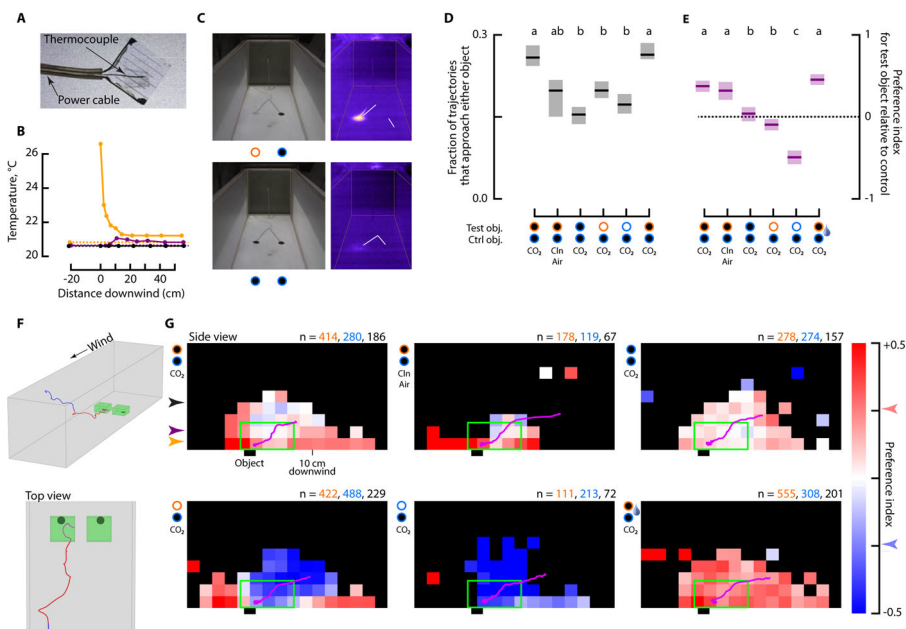 A
Thermocouple
Power cable
B
Temperature, °C
26
24
22
20
-20 0 20 40
Distance downwind (cm)
C
D
0.3
0.15
0.0
Fraction of trajectories
that approach either object
a ab b b b a
Test obj.
Ctrl obj.
CO₂ Cln Air CO₂ CO₂ CO₂ CO₂
E
a a b b c a
1
0
-1
Preference index
for test object relative to control
CO₂ Cln Air CO₂ CO₂ CO₂ CO₂
F
Wind
Top view
G
Side view
n = 414, 280, 186
CO₂
Object
10 cm
downwind
n = 178, 119, 67
Cln
Air
n = 278, 274, 157
CO₂
n = 422, 488, 229
CO₂
n = 111, 213, 72
CO₂
n = 555, 308, 201
CO₂
+0.5
Preference index
-0.5